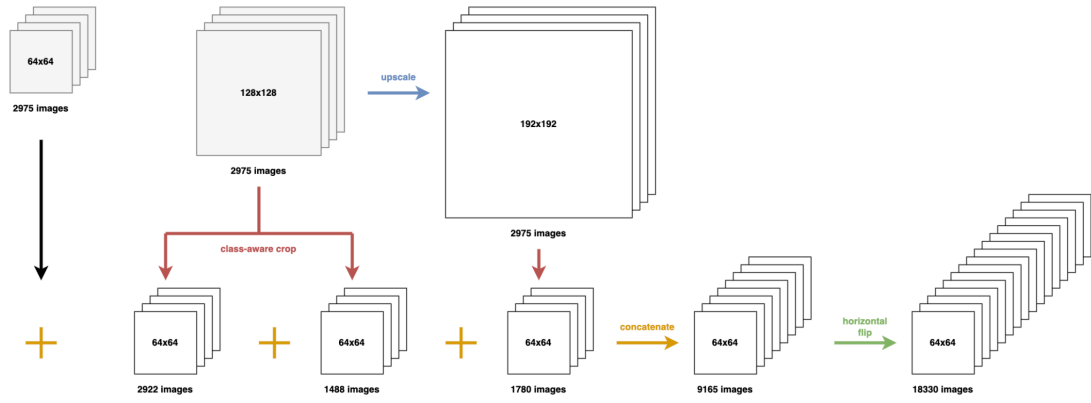 64x64
2975 images
128x128
2975 images
upscale
192x192
2975 images
class-aware crop
64x64
2922 images
64x64
1488 images
64x64
1780 images
concatenate
64x64
9165 images
horizontal
flip
64x64
18330 images